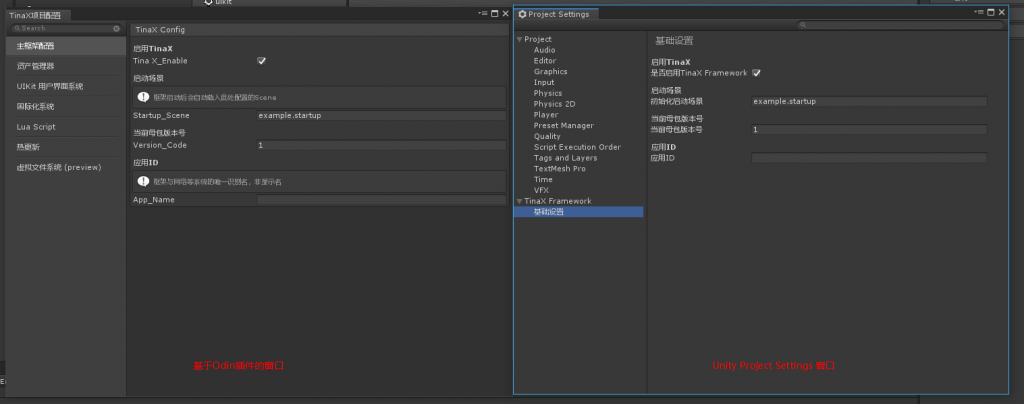 uikit
TinaX项目配置
Search
主框架配置
资产管理器
UIKit 用户界面系统
国际化系统
Lua Script
热更新
虚拟文件系统 (preview)
TinaX Config
启用TinaX
Tina X_Enable
启动场景
框架启动后会自动载入此处配置的Scene
Startup_Scene
example.startup
当前母包版本号
Version_Code
1
应用ID
框架与网络等系统的唯一识别名，非显示名
App_Name
基于Odin插件的窗口
Project Settings
Project
Audio
Editor
Graphics
Input
Physics
Physics 2D
Player
Preset Manager
Quality
Script Execution Order
Tags and Layers
TextMesh Pro
Time
VFX
TinaX Framework
基础设置
基础设置
启用TinaX
是否启用TinaX Framework
启动场景
初始化启动场景
example.startup
当前母包版本号
当前母包版本号
1
应用ID
应用ID
Unity Project Settings 窗口